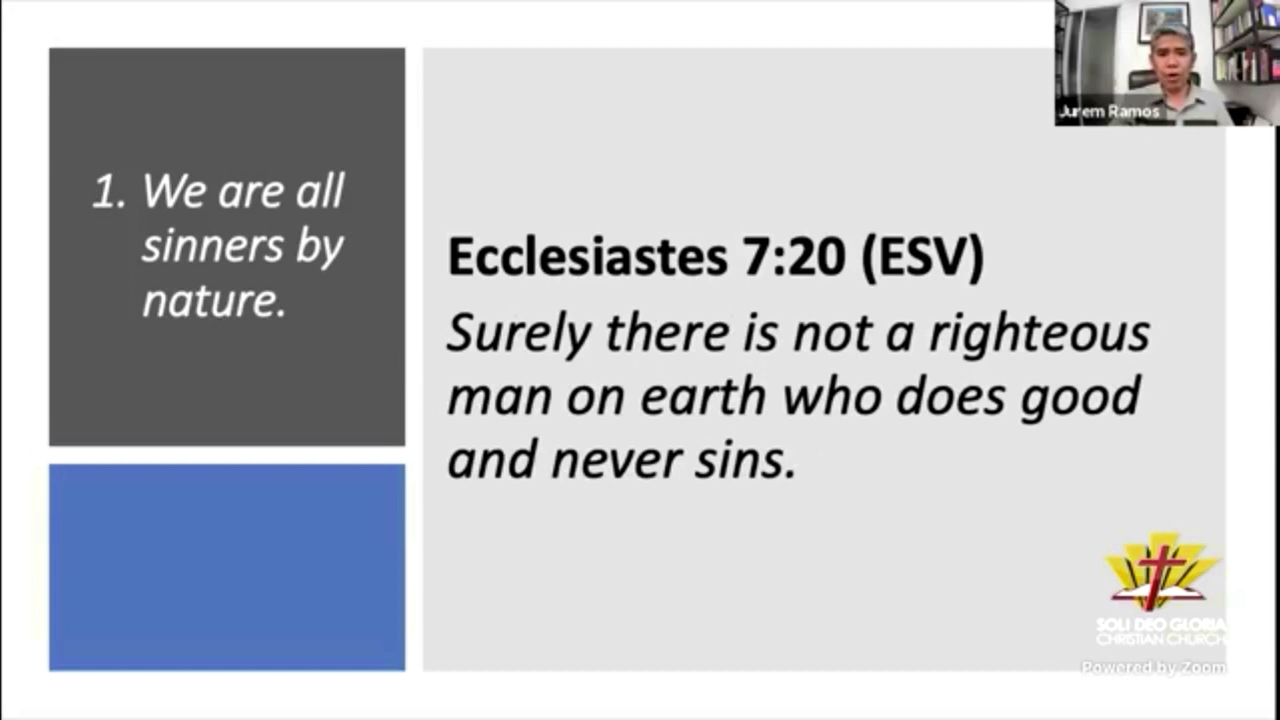 1. We are all
sinners by
nature.
Ecclesiastes 7:20 (ESV)
Surely there is not a righteous
man on earth who does good
and never sins.
Jurem Ramos
SOLI DEO GLORIA
CHRISTIAN CHURCH
Powered by Zoom